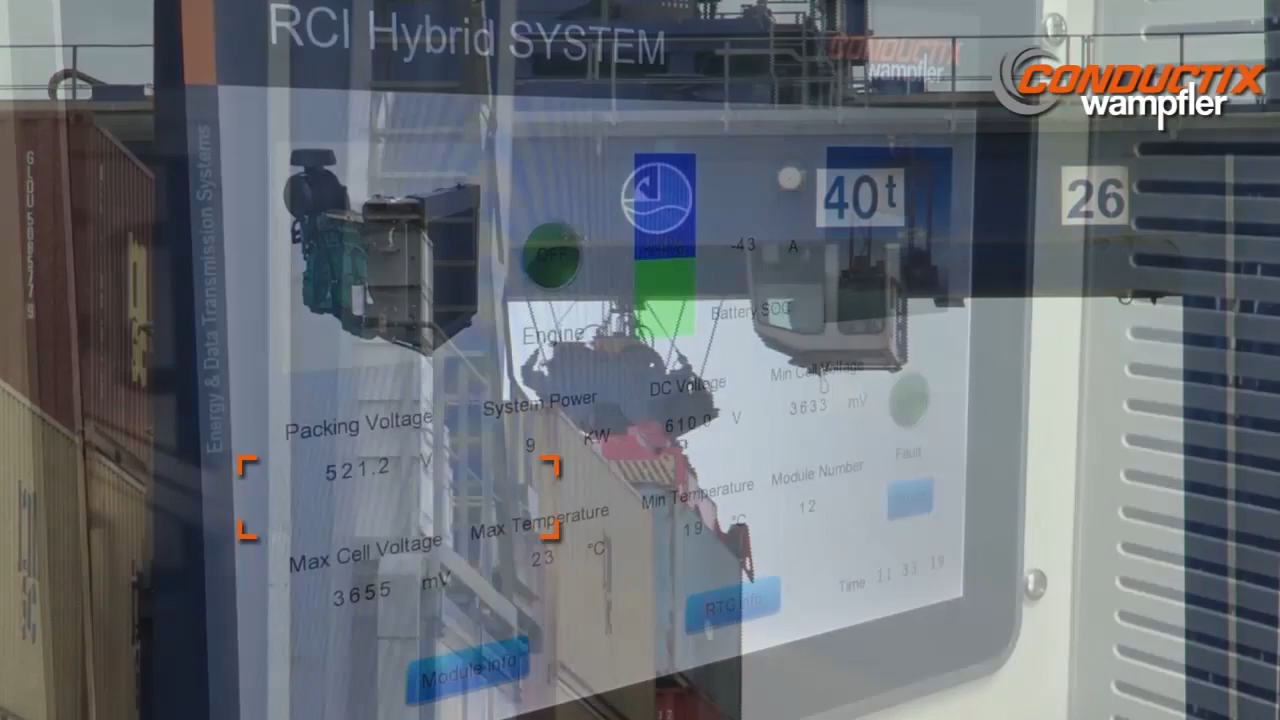 RCI Hybrid SYSTEM
CONDUCTIX
wampfler
CONDUCTIX
wampfler
Energy & Data Transmission Systems
40t
26
OFF
-43 A
Engine
Battery SOC
Packing Voltage
521.2 V
System Power
9 KW
DC Voltage
610.0 V
Min Cell Voltage
3633 mV
Fault
Max Cell Voltage
3655 mV
Max Temperature
23 °C
Min Temperature
19 °C
Module Number
12
Time 11 33 19
Module Info
RTC Info